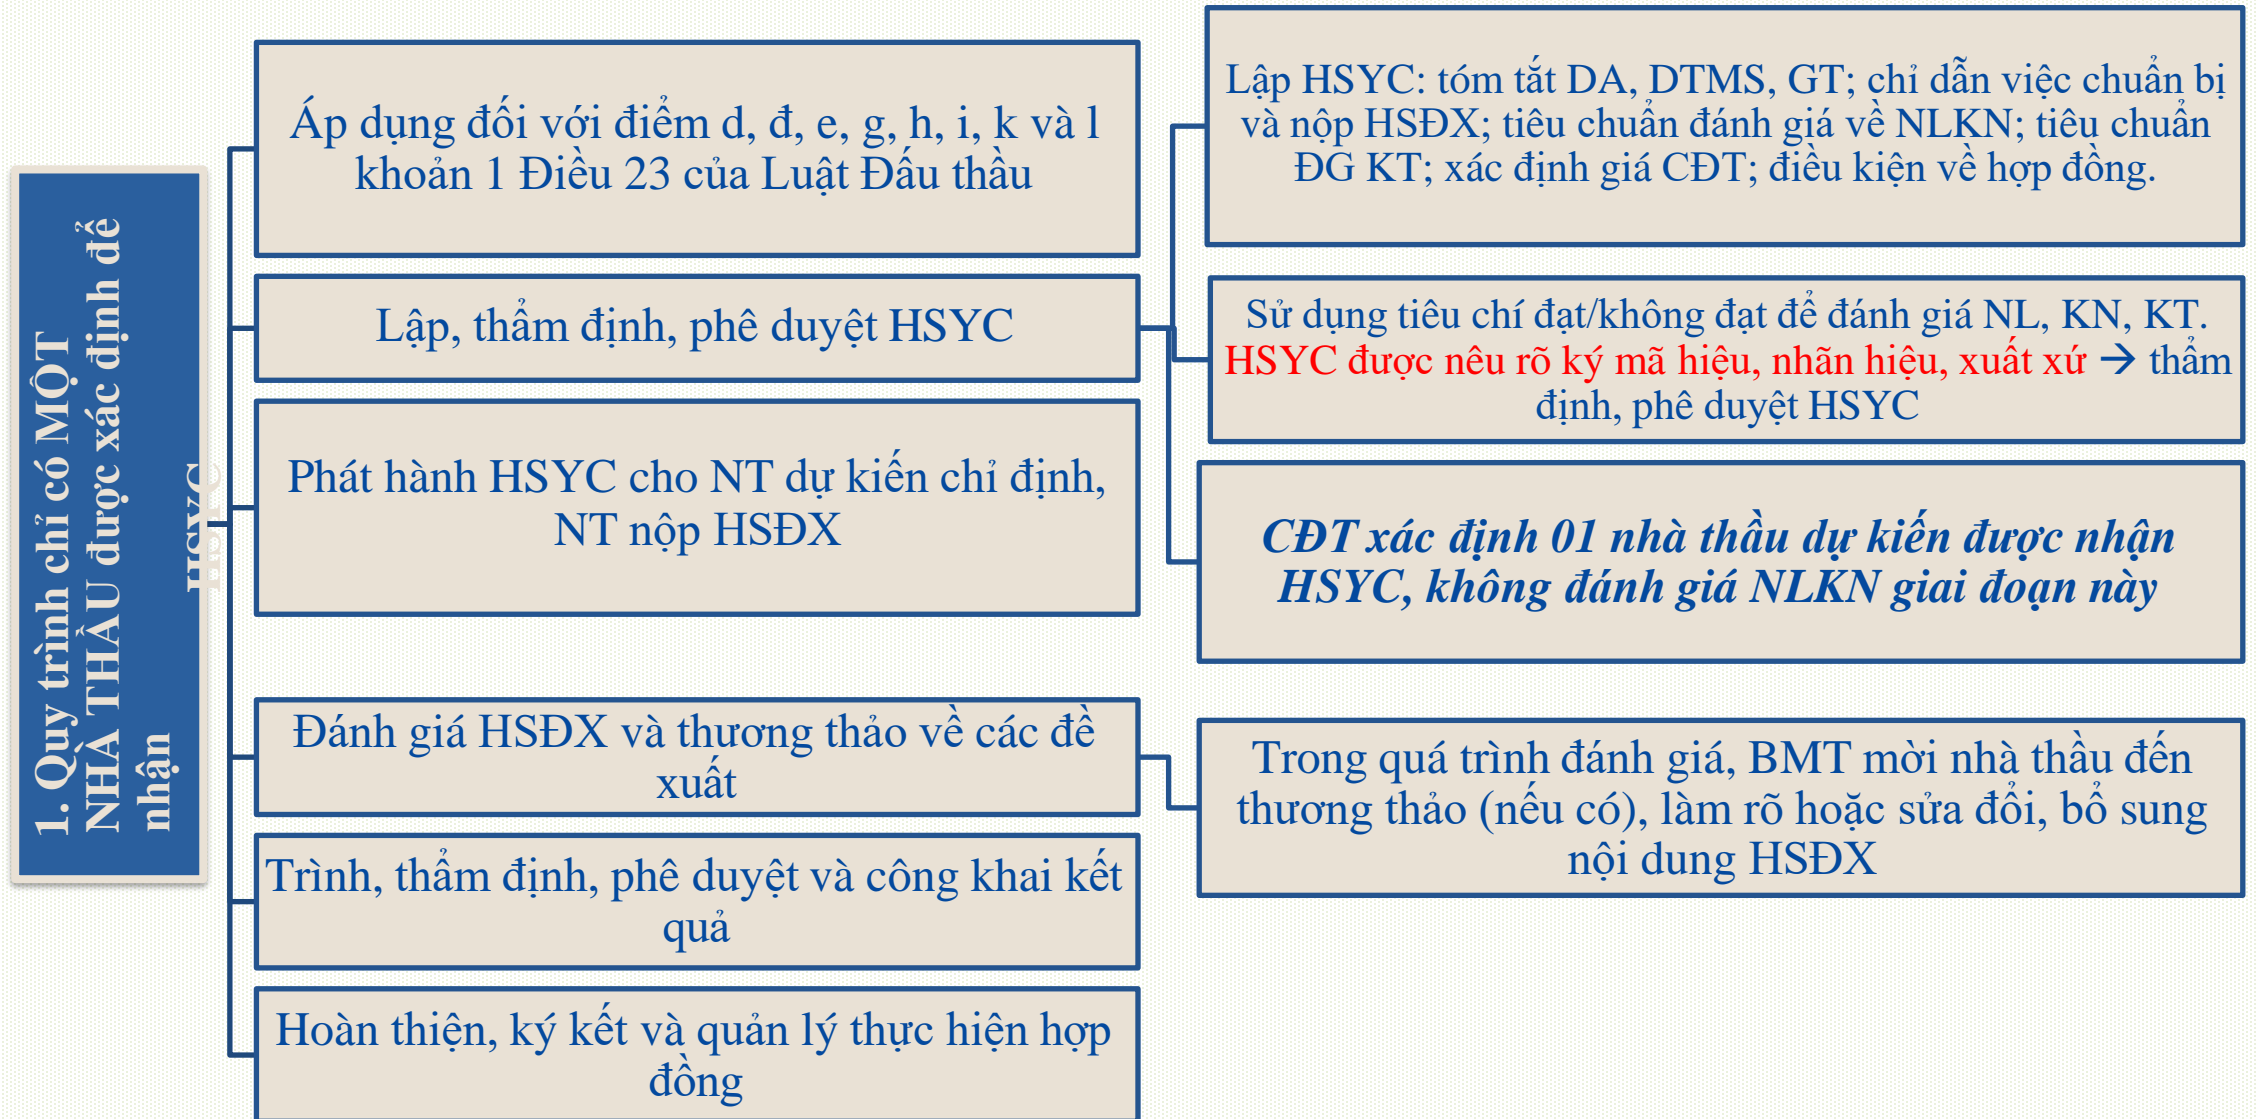 1. Quy trình chỉ có MỘT
NHÀ THẦU được xác định để
nhận
HSYC
Áp dụng đối với điểm d, đ, e, g, h, i, k và l
khoản 1 Điều 23 của Luật Đấu thầu
Lập, thẩm định, phê duyệt HSYC
Lập HSYC: tóm tắt DA, DTMS, GT; chỉ dẫn việc chuẩn bị
và nộp HSĐX; tiêu chuẩn đánh giá về NLKN; tiêu chuẩn
ĐG KT; xác định giá CĐT; điều kiện về hợp đồng.
Sử dụng tiêu chí đạt/không đạt để đánh giá NL, KN, KT.
HSYC được nêu rõ ký mã hiệu, nhãn hiệu, xuất xứ → thẩm
định, phê duyệt HSYC
CĐT xác định 01 nhà thầu dự kiến được nhận
HSYC, không đánh giá NLKN giai đoạn này
Phát hành HSYC cho NT dự kiến chỉ định,
NT nộp HSĐX
Đánh giá HSĐX và thương thảo về các đề
xuất
Trong quá trình đánh giá, BMT mời nhà thầu đến
thương thảo (nếu có), làm rõ hoặc sửa đổi, bổ sung
nội dung HSĐX
Trình, thẩm định, phê duyệt và công khai kết
quả
Hoàn thiện, ký kết và quản lý thực hiện hợp
đồng